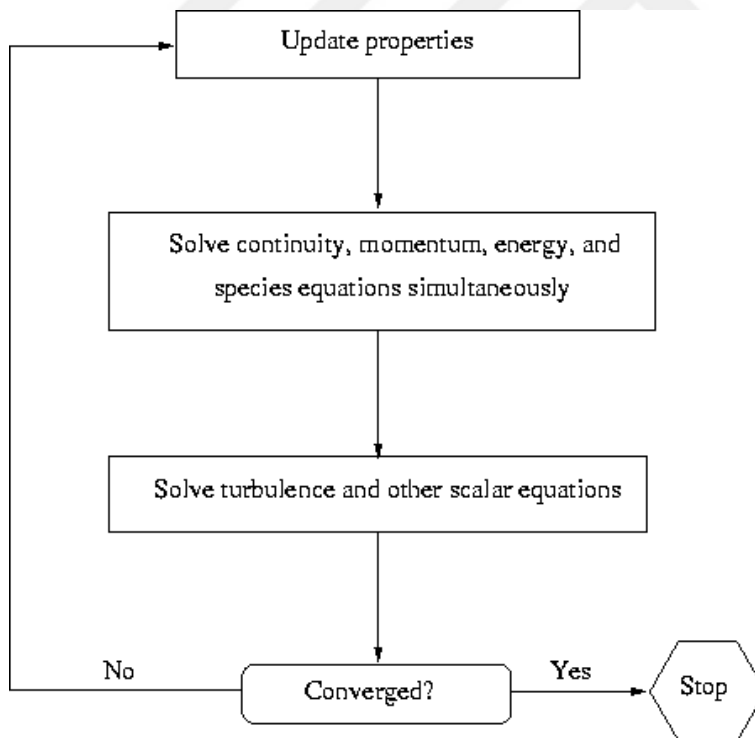 Update properties
Solve continuity, momentum, energy, and
species equations simultaneously
Solve turbulence and other scalar equations
No
Converged?
Yes
Stop